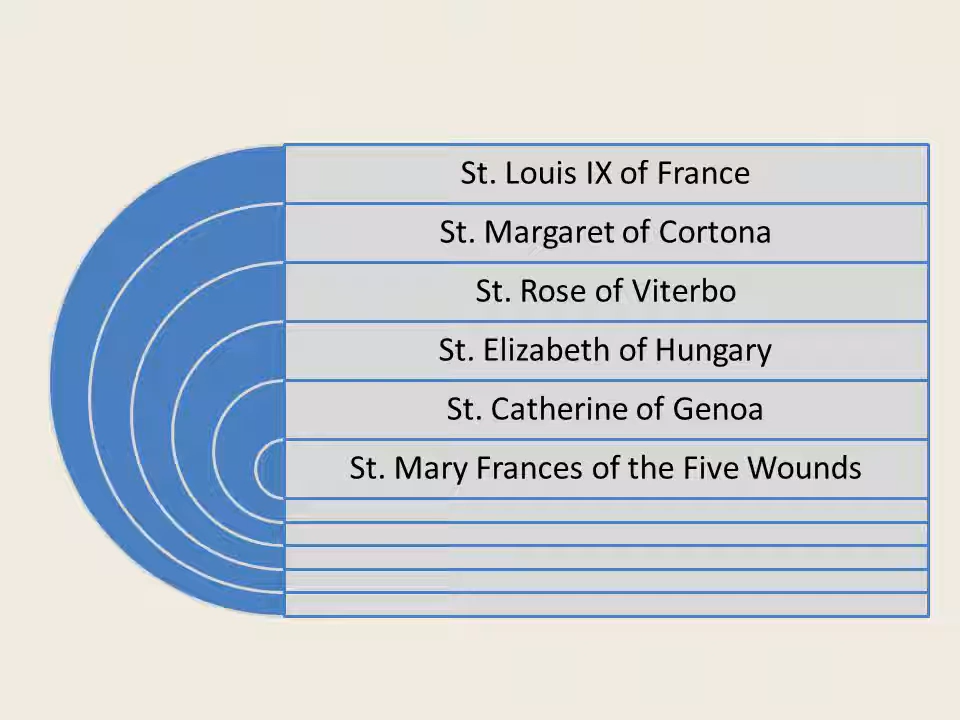 St. Louis IX of France
St. Margaret of Cortona
St. Rose of Viterbo
St. Elizabeth of Hungary
St. Catherine of Genoa
St. Mary Frances of the Five Wounds